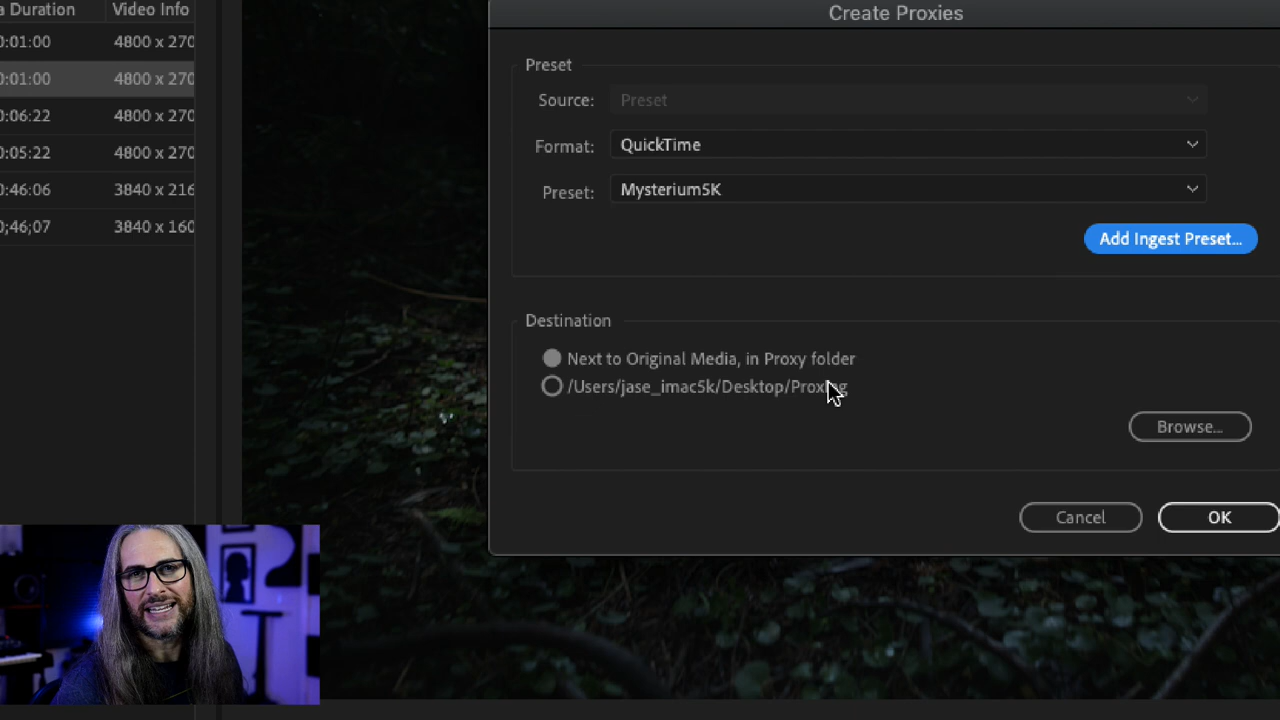 a Duration Video Info
0:01:00 4800 x 270
0:01:00 4800 x 270
0:06:22 4800 x 270
0:05:22 4800 x 270
0:46:06 3840 x 216
0;46;07 3840 x 160
Create Proxies
Preset
Source: Preset
Format: QuickTime
Preset: Mysterium5K
Add Ingest Preset...
Destination
Next to Original Media, in Proxy folder
/Users/jase_imac5k/Desktop/Proxing
Browse...
Cancel OK